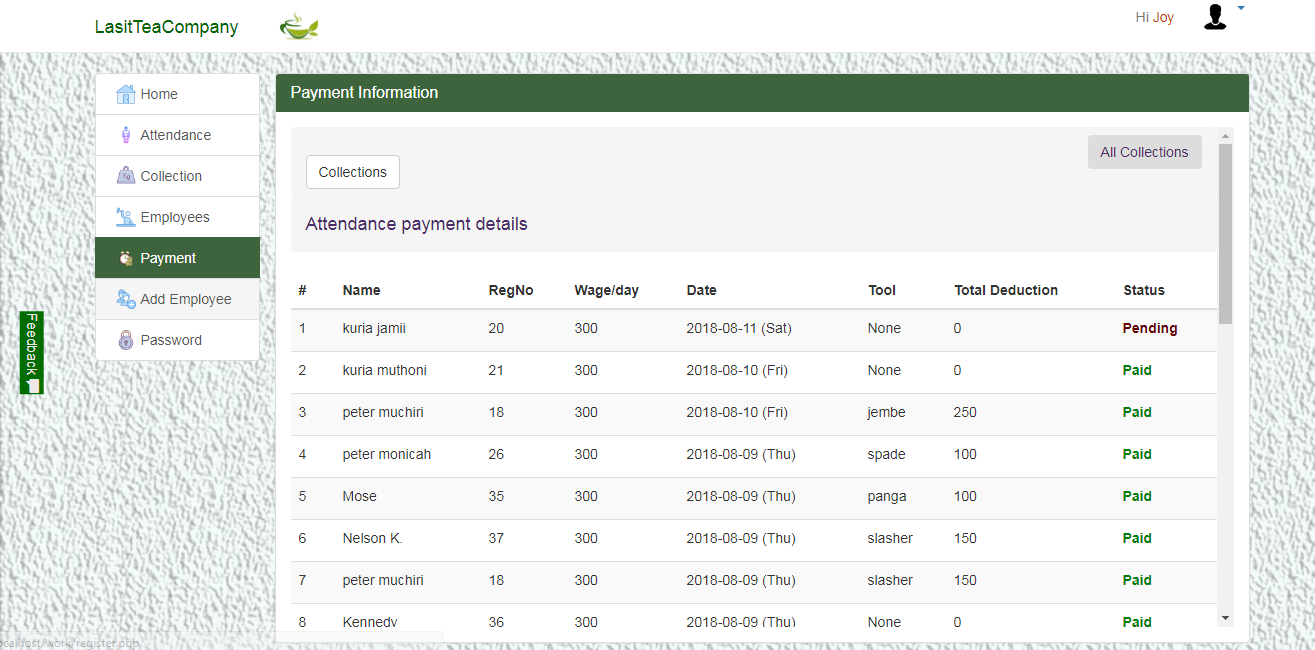 LasitTeaCompany
Hi Joy
Home
Attendance
Collection
Employees
Payment
Add Employee
Password
Feedback
Payment Information
All Collections
Collections
Attendance payment details
# Name RegNo Wage/day Date Tool Total Deduction Status
1 kuria jamii 20 300 2018-08-11 (Sat) None 0 Pending
2 kuria muthoni 21 300 2018-08-10 (Fri) None 0 Paid
3 peter muchiri 18 300 2018-08-10 (Fri) jembe 250 Paid
4 peter monicah 26 300 2018-08-09 (Thu) spade 100 Paid
5 Mose 35 300 2018-08-09 (Thu) panga 100 Paid
6 Nelson K. 37 300 2018-08-09 (Thu) slasher 150 Paid
7 peter muchiri 18 300 2018-08-09 (Thu) slasher 150 Paid
8 Kennedy 36 300 2018-08-09 (Thu) None 0 Paid
ocalhost/work/register.php